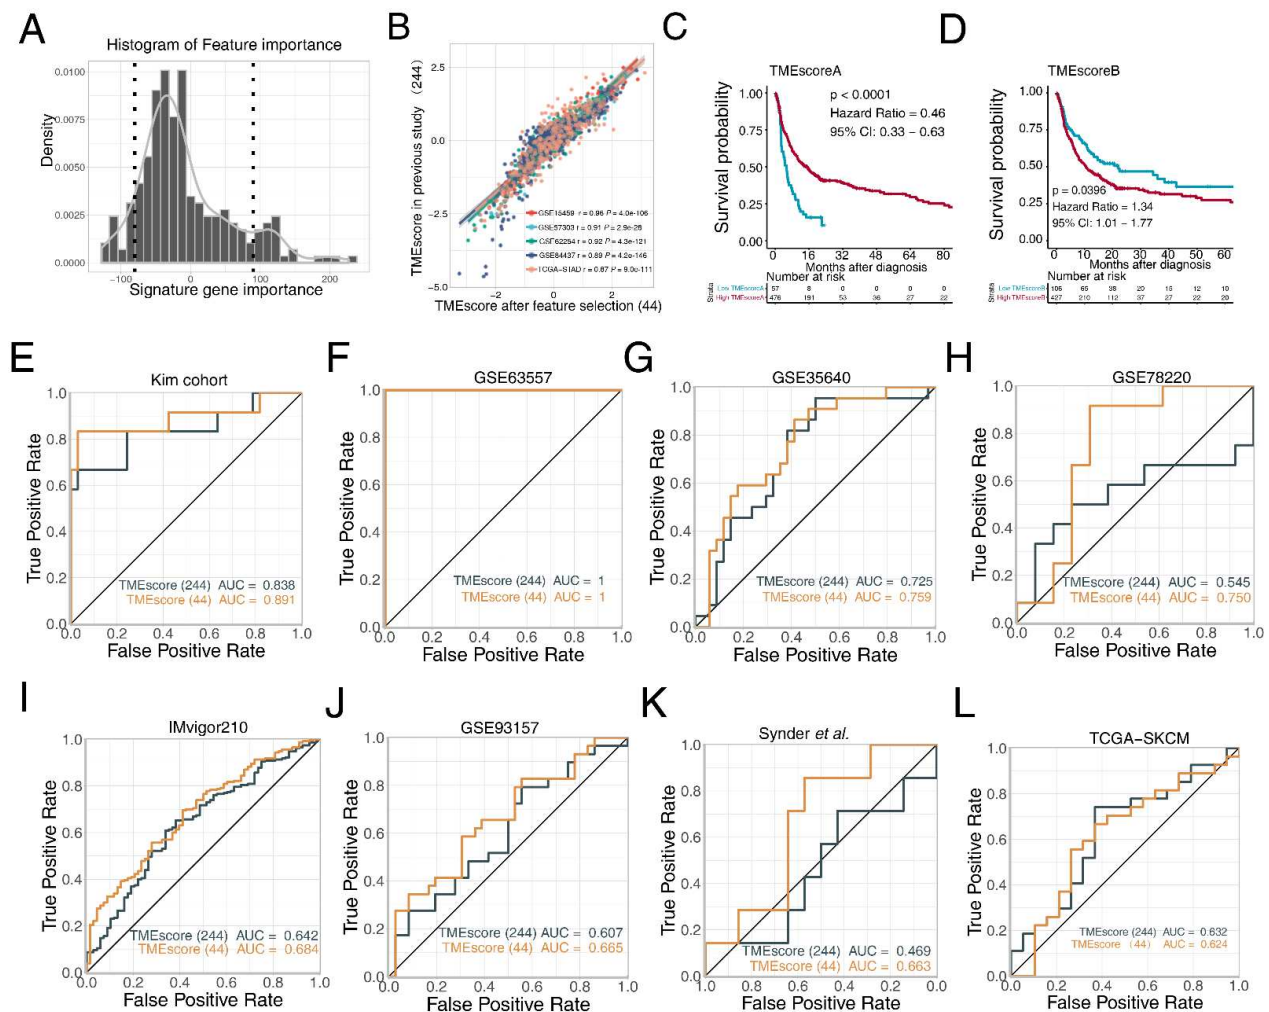 A
Histogram of Feature importance
0.0100
0.0075
0.0050
0.0025
0.0000
Density
-100
0
100
200
Signature gene importance
B
2.5
0.0
-2.5
-5.0
TMEscore in previous study (244)
GSE15459 r = 0.96 P = 4.0e-106
GSE57303 r = 0.91 P = 2.9e-28
GSE62254 r = 0.92 P = 4.3e-121
GSE84437 r = 0.89 P = 4.2e-146
TCGA-STAD r = 0.87 P = 9.0e-111
-2
0
2
TMEscore after feature selection (44)
C
TMEscoreA
p < 0.0001
Hazard Ratio = 0.46
95% CI: 0.33 - 0.63
1.00
0.75
0.50
0.25
0.00
Survival probability
0 16 32 48 64 80
Months after diagnosis
Number at risk
Strata
Low TMEscoreA 57 8 0 0 0 0
High TMEscoreA 476 191 53 36 27 22
D
TMEscoreB
1.00
0.75
0.50
0.25
0.00
Survival probability
p = 0.0396
Hazard Ratio = 1.34
95% CI: 1.01 - 1.77
0 10 20 30 40 50 60
Months after diagnosis
Number at risk
Strata
Low TMEscoreB 106 65 38 20 15 12 10
High TMEscoreB 427 210 112 37 27 22 20
E
Kim cohort
1.0
0.8
0.6
0.4
0.2
0.0
True Positive Rate
TMEscore (244) AUC = 0.838
TMEscore (44) AUC = 0.891
0.0 0.2 0.4 0.6 0.8 1.0
False Positive Rate
F
GSE63557
1.0
0.8
0.6
0.4
0.2
0.0
True Positive Rate
TMEscore (244) AUC = 1
TMEscore (44) AUC = 1
0.0 0.2 0.4 0.6 0.8 1.0
False Positive Rate
G
GSE35640
1.0
0.8
0.6
0.4
0.2
0.0
True Positive Rate
TMEscore (244) AUC = 0.725
TMEscore (44) AUC = 0.759
0.0 0.2 0.4 0.6 0.8 1.0
False Positive Rate
H
GSE78220
1.0
0.8
0.6
0.4
0.2
0.0
True Positive Rate
TMEscore (244) AUC = 0.545
TMEscore (44) AUC = 0.750
0.0 0.2 0.4 0.6 0.8 1.0
False Positive Rate
I
IMvigor210
1.0
0.8
0.6
0.4
0.2
0.0
True Positive Rate
TMEscore (244) AUC = 0.642
TMEscore (44) AUC = 0.684
0.0 0.2 0.4 0.6 0.8 1.0
False Positive Rate
J
GSE93157
1.0
0.8
0.6
0.4
0.2
0.0
True Positive Rate
TMEscore (244) AUC = 0.607
TMEscore (44) AUC = 0.665
0.0 0.2 0.4 0.6 0.8 1.0
False Positive Rate
K
Synder et al.
1.0
0.8
0.6
0.4
0.2
0.0
True Positive Rate
TMEscore (244) AUC = 0.469
TMEscore (44) AUC = 0.663
1.0 0.8 0.6 0.4 0.2 0.0
False Positive Rate
L
TCGA-SKCM
1.0
0.8
0.6
0.4
0.2
0.0
True Positive Rate
TMEscore (244) AUC = 0.632
TMEscore (44) AUC = 0.624
0.0 0.2 0.4 0.6 0.8 1.0
False Positive Rate